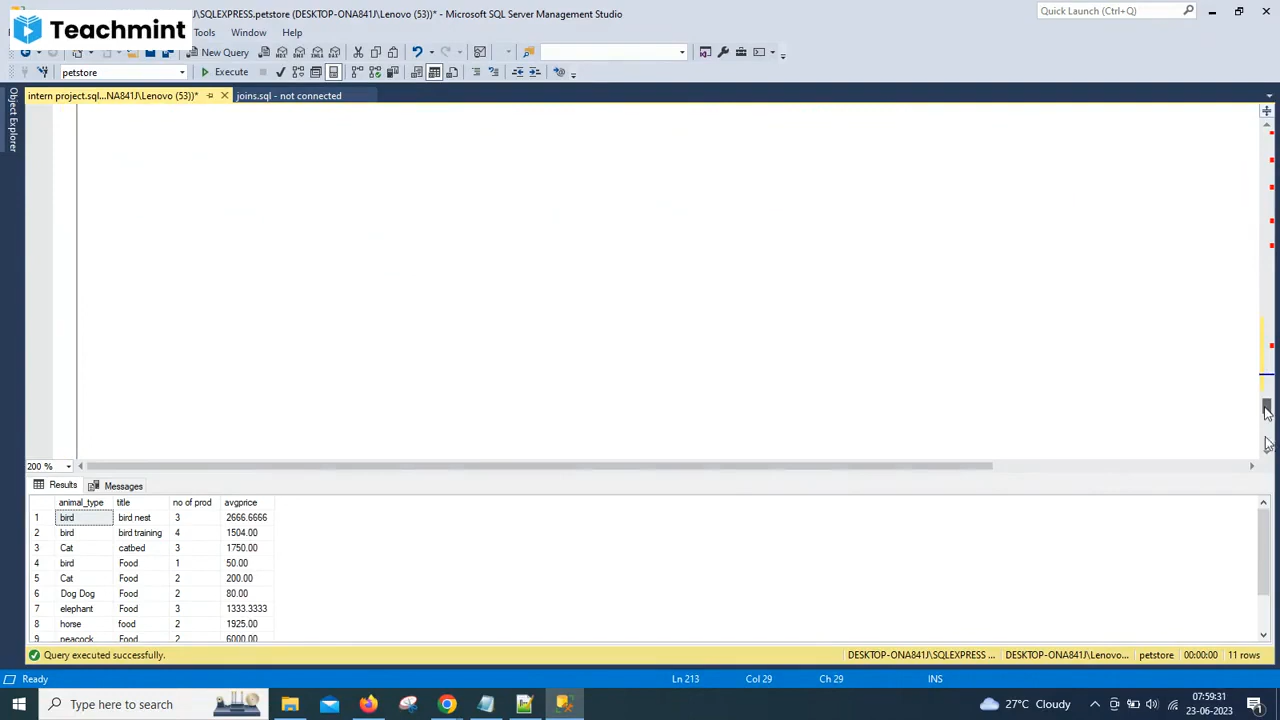 \SQLEXPRESS.petstore (DESKTOP-ONA841J\Lenovo (53))* - Microsoft SQL Server Management Studio
Quick Launch (Ctrl+Q)
Teachmint
Tools Window Help
New Query
petstore
Execute
intern project.sql...NA841J\Lenovo (53))*
joins.sql - not connected
Object Explorer
200 %
Results Messages
animal_type title no of prod avgprice
1 bird bird nest 3 2666.6666
2 bird bird training 4 1504.00
3 Cat catbed 3 1750.00
4 bird Food 1 50.00
5 Cat Food 2 200.00
6 Dog Dog Food 2 80.00
7 elephant Food 3 1333.3333
8 horse food 2 1925.00
9 peacock Food 2 6000.00
Query executed successfully.
DESKTOP-ONA841J\SQLEXPRESS ... DESKTOP-ONA841J\Lenovo... petstore 00:00:00 11 rows
Ready Ln 213 Col 29 Ch 29 INS
Type here to search
27°C Cloudy
07:59:31
23-06-2023